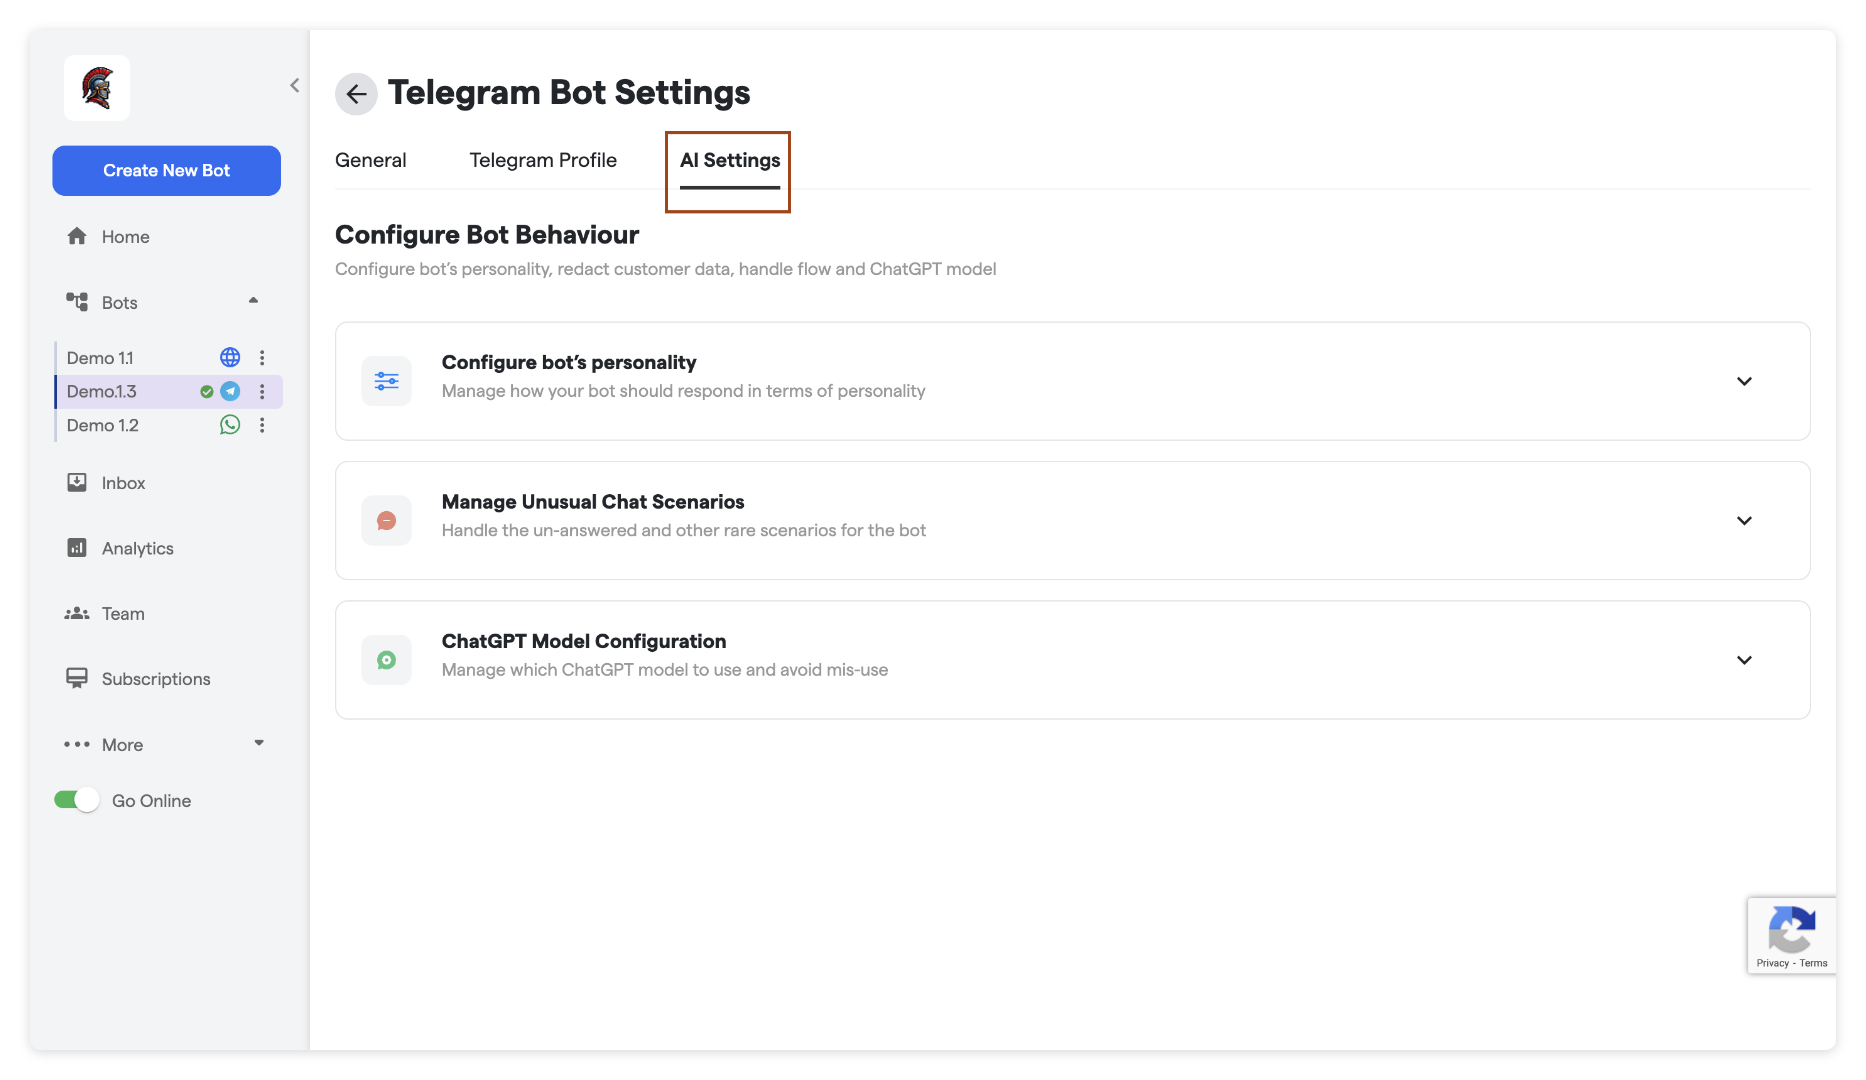 Create New Bot
Home
Bots
Demo 1.1
Demo.1.3
Demo 1.2
Inbox
Analytics
Team
Subscriptions
More
Go Online
Telegram Bot Settings
General
Telegram Profile
AI Settings
Configure Bot Behaviour
Configure bot’s personality, redact customer data, handle flow and ChatGPT model
Configure bot’s personality
Manage how your bot should respond in terms of personality
Manage Unusual Chat Scenarios
Handle the un-answered and other rare scenarios for the bot
ChatGPT Model Configuration
Manage which ChatGPT model to use and avoid mis-use
Privacy - Terms